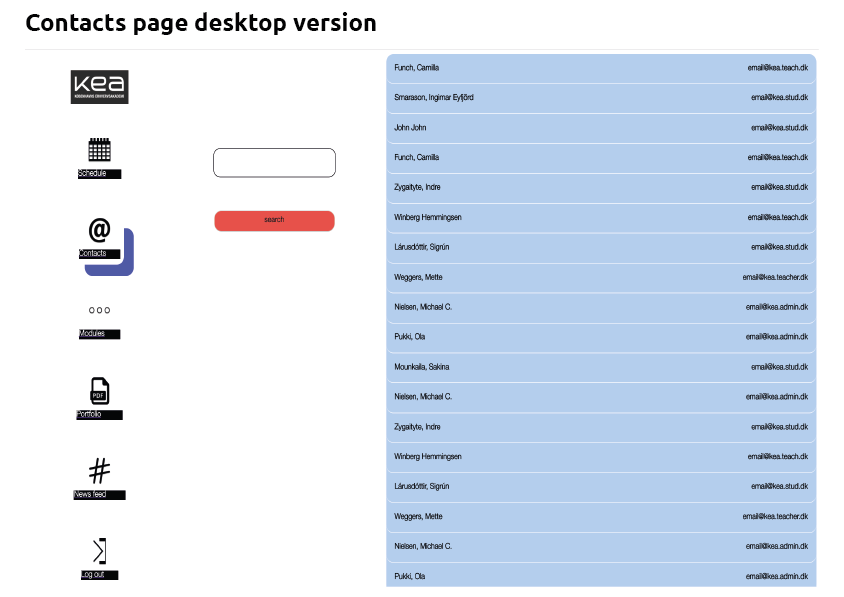 Contacts page desktop version
kea
KØBENHAVNS ERHVERVSAKADEMI
Schedule
@
Contacts
Modules
PDF
Portfolio
#
News feed
Log out
search
Funch, Camilla email@kea.teach.dk
Smarason, Ingimar Eyfjörd email@kea.stud.dk
John John email@kea.stud.dk
Funch, Camilla email@kea.teach.dk
Zygaityte, Indre email@kea.stud.dk
Winberg Hemmingsen email@kea.teach.dk
Lárusdóttir, Sigrún email@kea.stud.dk
Weggers, Mette email@kea.teacher.dk
Nielsen, Michael C. email@kea.admin.dk
Pukki, Ola email@kea.admin.dk
Mounkaila, Sakina email@kea.stud.dk
Nielsen, Michael C. email@kea.admin.dk
Zygaityte, Indre email@kea.stud.dk
Winberg Hemmingsen email@kea.teach.dk
Lárusdóttir, Sigrún email@kea.stud.dk
Weggers, Mette email@kea.teacher.dk
Nielsen, Michael C. email@kea.admin.dk
Pukki, Ola email@kea.admin.dk